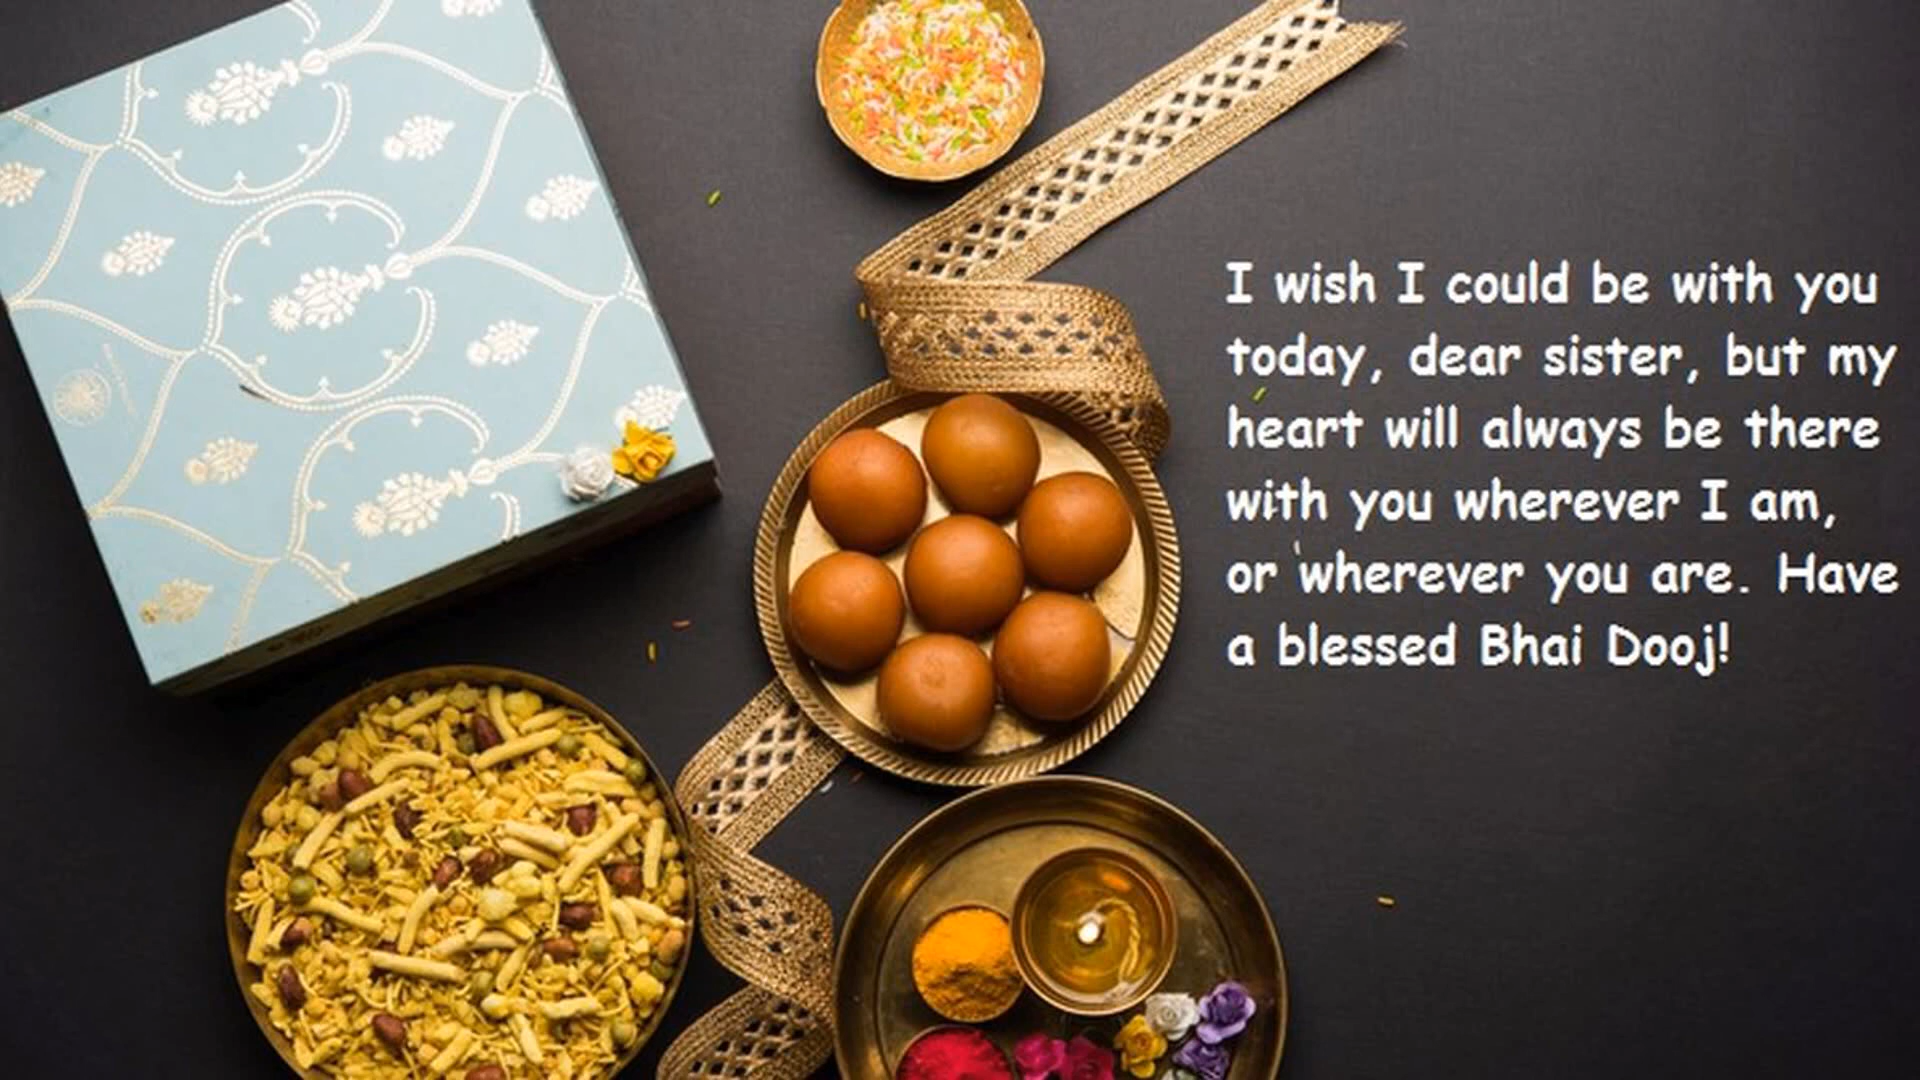 I wish I could be with you
today, dear sister, but my
heart will always be there
with you wherever I am,
or wherever you are. Have
a blessed Bhai Dooj!